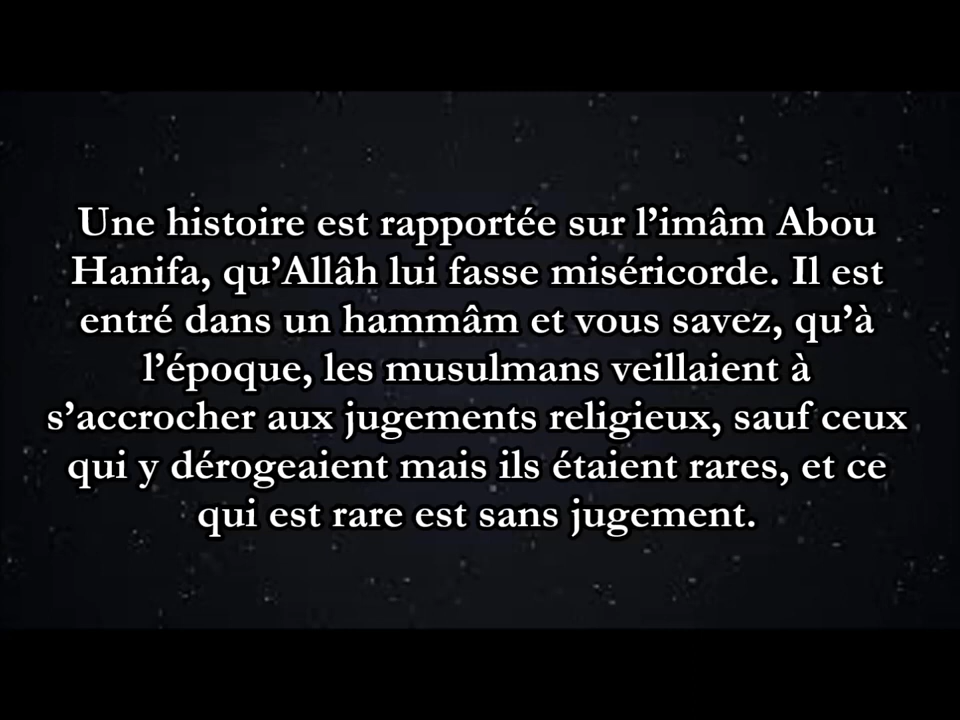 Une histoire est rapportée sur l’imâm Abou
Hanifa, qu’Allâh lui fasse miséricorde. Il est
entré dans un hammâm et vous savez, qu’à
l’époque, les musulmans veillaient à
s’accrocher aux jugements religieux, sauf ceux
qui y dérogeaient mais ils étaient rares, et ce
qui est rare est sans jugement.